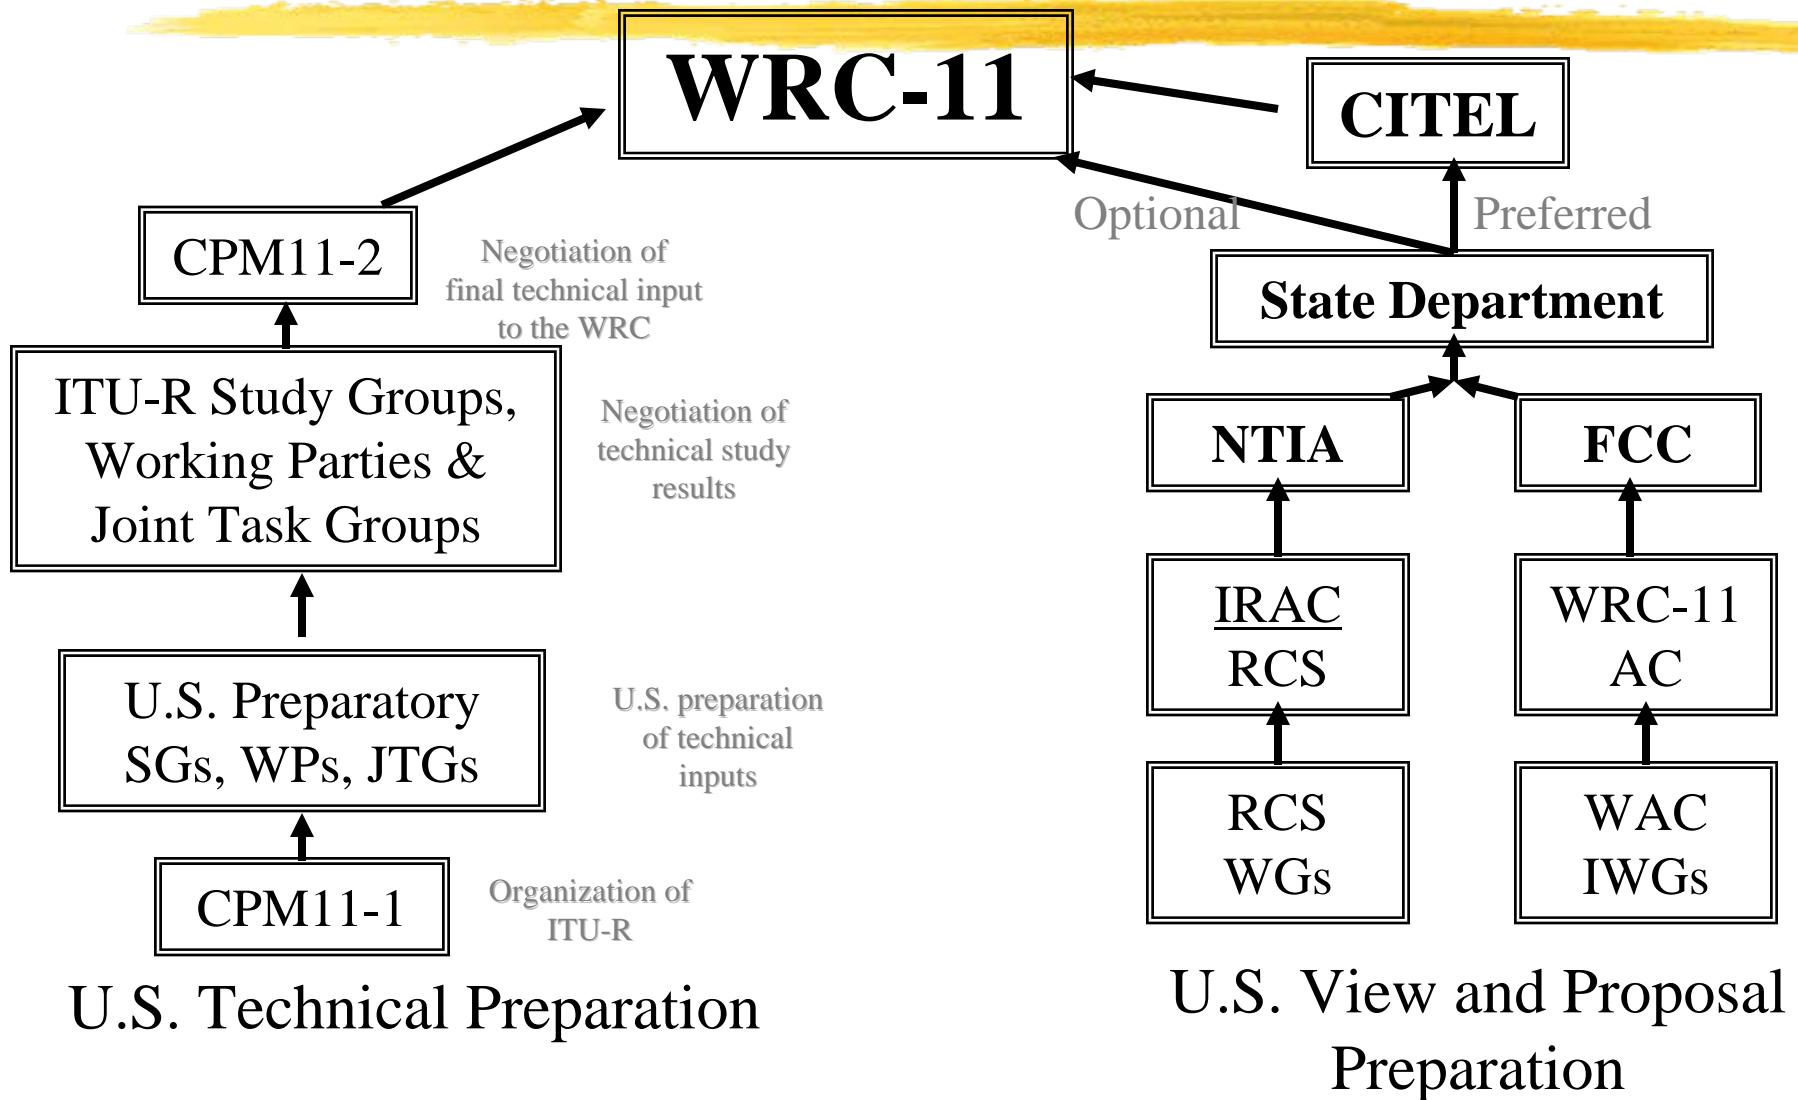 WRC-11
CITEL
Optional
Preferred
CPM11-2
Negotiation of
final technical input
to the WRC
State Department
ITU-R Study Groups,
Working Parties &
Joint Task Groups
Negotiation of
technical study
results
NTIA
FCC
IRAC
RCS
WRC-11
AC
U.S. Preparatory
SGs, WPs, JTGs
U.S. preparation
of technical
inputs
RCS
WGs
WAC
IWGs
CPM11-1
Organization of
ITU-R
U.S. Technical Preparation
U.S. View and Proposal
Preparation